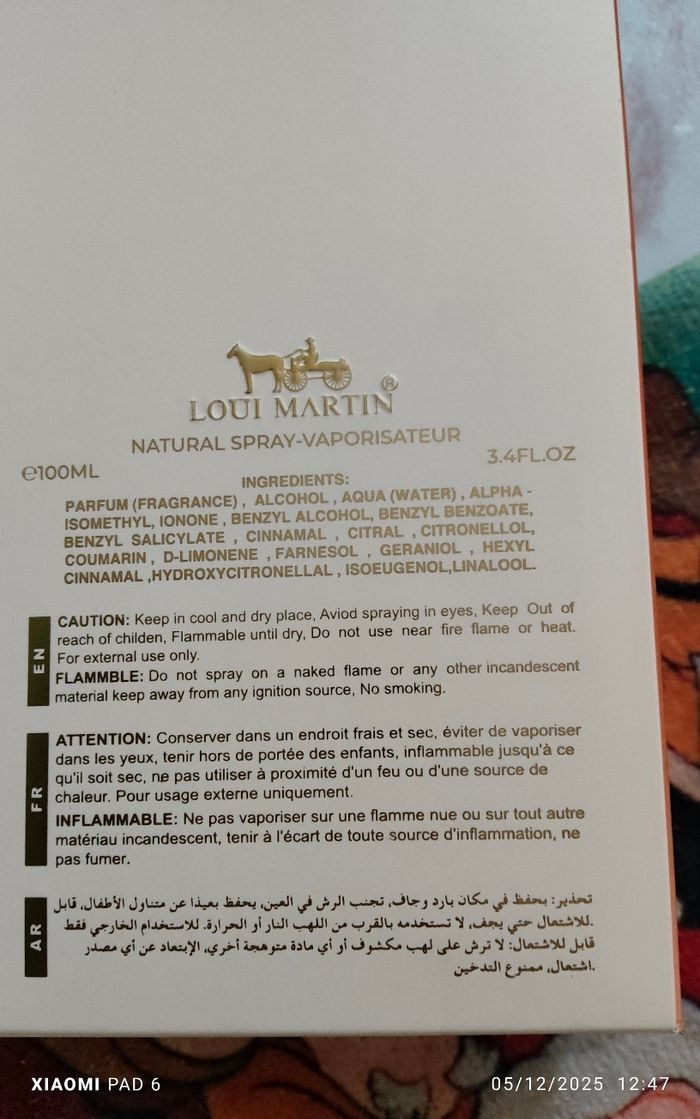 LOUI MARTIN®
NATURAL SPRAY-VAPORISATEUR
℮100ML
3.4FL.OZ
INGREDIENTS:
PARFUM (FRAGRANCE) , ALCOHOL , AQUA (WATER) , ALPHA -
ISOMETHYL, IONONE , BENZYL ALCOHOL, BENZYL BENZOATE,
BENZYL SALICYLATE , CINNAMAL , CITRAL , CITRONELLOL,
COUMARIN , D-LIMONENE , FARNESOL , GERANIOL , HEXYL
CINNAMAL ,HYDROXYCITRONELLAL , ISOEUGENOL,LINALOOL.
EN
CAUTION: Keep in cool and dry place, Aviod spraying in eyes, Keep Out of
reach of childen, Flammable until dry, Do not use near fire flame or heat.
For external use only.
FLAMMBLE: Do not spray on a naked flame or any other incandescent
material keep away from any ignition source, No smoking.
FR
ATTENTION: Conserver dans un endroit frais et sec, éviter de vaporiser
dans les yeux, tenir hors de portée des enfants, inflammable jusqu'à ce
qu'il soit sec, ne pas utiliser à proximité d'un feu ou d'une source de
chaleur. Pour usage externe uniquement.
INFLAMMABLE: Ne pas vaporiser sur une flamme nue ou sur tout autre
matériau incandescent, tenir à l'écart de toute source d'inflammation, ne
pas fumer.
AR
تحذير: يحفظ في مكان بارد وجاف، تجنب الرش في العين، يحفظ بعيدًا عن متناول الأطفال، قابل
للاشتعال حتي يجف، لا تستخدمه بالقرب من اللهب النار أو الحرارة. للاستخدام الخارجي فقط.
قابل للاشتعال: لا ترش على لهب مكشوف أو أي مادة متوهجة أخري، الإبتعاد عن أي مصدر
اشتعال، ممنوع التدخين.
XIAOMI PAD 6
05/12/2025 12:47